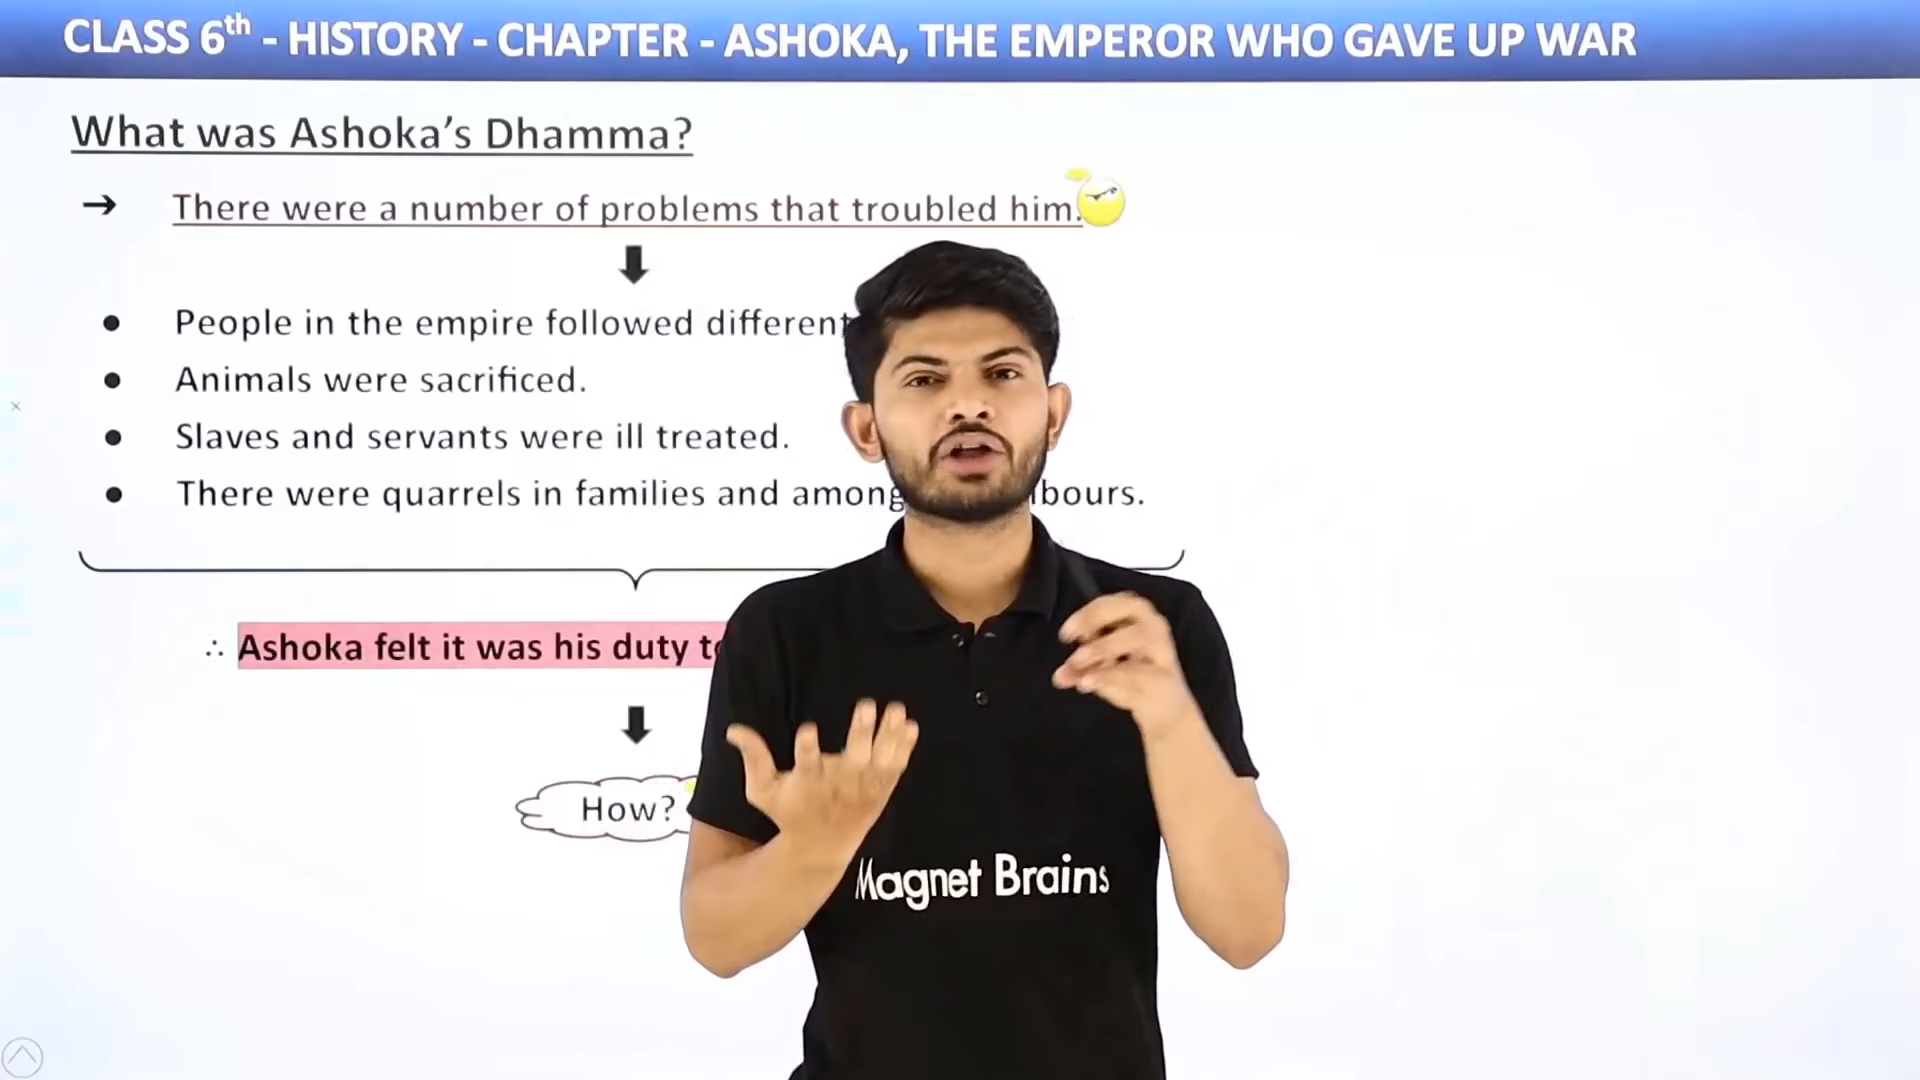 CLASS 6th - HISTORY - CHAPTER - ASHOKA, THE EMPEROR WHO GAVE UP WAR
What was Ashoka's Dhamma?
→ There were a number of problems that troubled him.
● People in the empire followed different
● Animals were sacrificed.
● Slaves and servants were ill treated.
● There were quarrels in families and among bours.
∴ Ashoka felt it was his duty
How?
Magnet Brains